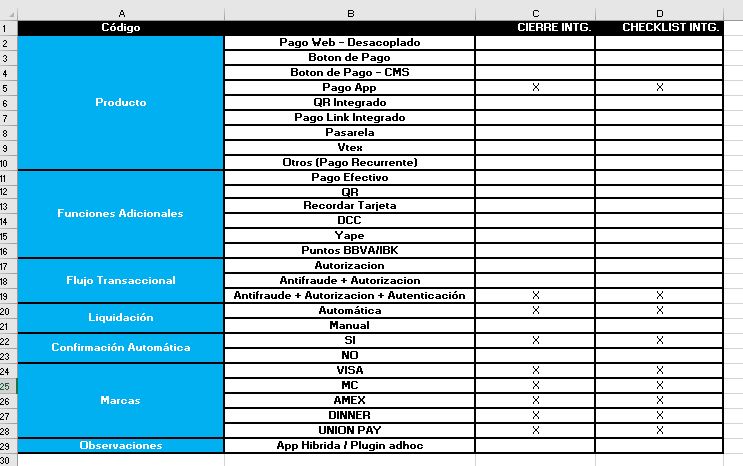 A B C D
1 Código CIERRE INTG. CHECKLIST INTG.
2 Pago Web - Desacoplado
3 Boton de Pago
4 Boton de Pago - CMS
5 Pago App X X
6 Producto QR Integrado
7 Pago Link Integrado
8 Pasarela
9 Vtex
10 Otros (Pago Recurrente)
11 Pago Efectivo
12 QR
13 Recordar Tarjeta
14 Funciones Adicionales DCC
15 Yape
16 Puntos BBVA/IBK
17 Autorizacion
18 Flujo Transaccional Antifraude + Autorizacion
19 Antifraude + Autorizacion + Autenticación X X
20 Liquidación Automática X X
21 Manual
22 Confirmación Automática SI X X
23 NO
24 VISA X X
25 MC X X
26 Marcas AMEX X X
27 DINNER X X
28 UNION PAY X X
29 Observaciones App Hibrida / Plugin adhoc
30